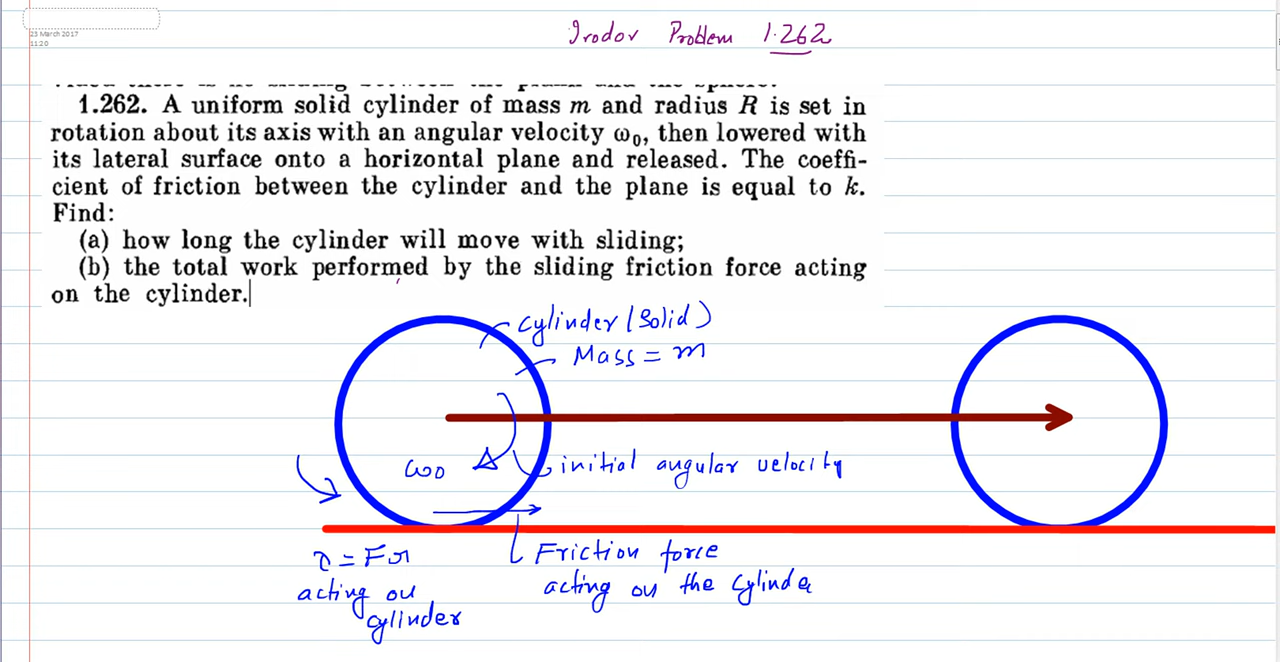 23 March 2017
11:20
Irodov Problem 1.262
1.262. A uniform solid cylinder of mass m and radius R is set in
rotation about its axis with an angular velocity ω₀, then lowered with
its lateral surface onto a horizontal plane and released. The coeffi-
cient of friction between the cylinder and the plane is equal to k.
Find:
(a) how long the cylinder will move with sliding;
(b) the total work performed by the sliding friction force acting
on the cylinder.
Cylinder (Solid)
Mass = m
ω₀
initial angular velocity
τ = Fr
acting on
cylinder
Friction force
acting on the Cylinder